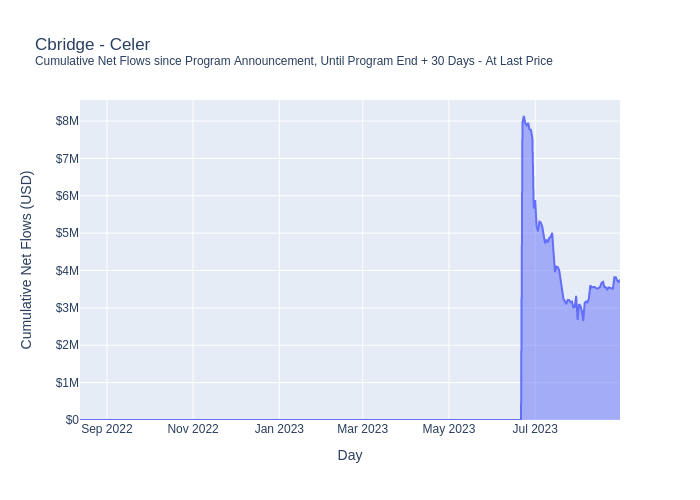 Cbridge - Celer
Cumulative Net Flows since Program Announcement, Until Program End + 30 Days - At Last Price
Cumulative Net Flows (USD)
$8M
$7M
$6M
$5M
$4M
$3M
$2M
$1M
$0
Sep 2022
Nov 2022
Jan 2023
Mar 2023
May 2023
Jul 2023
Day